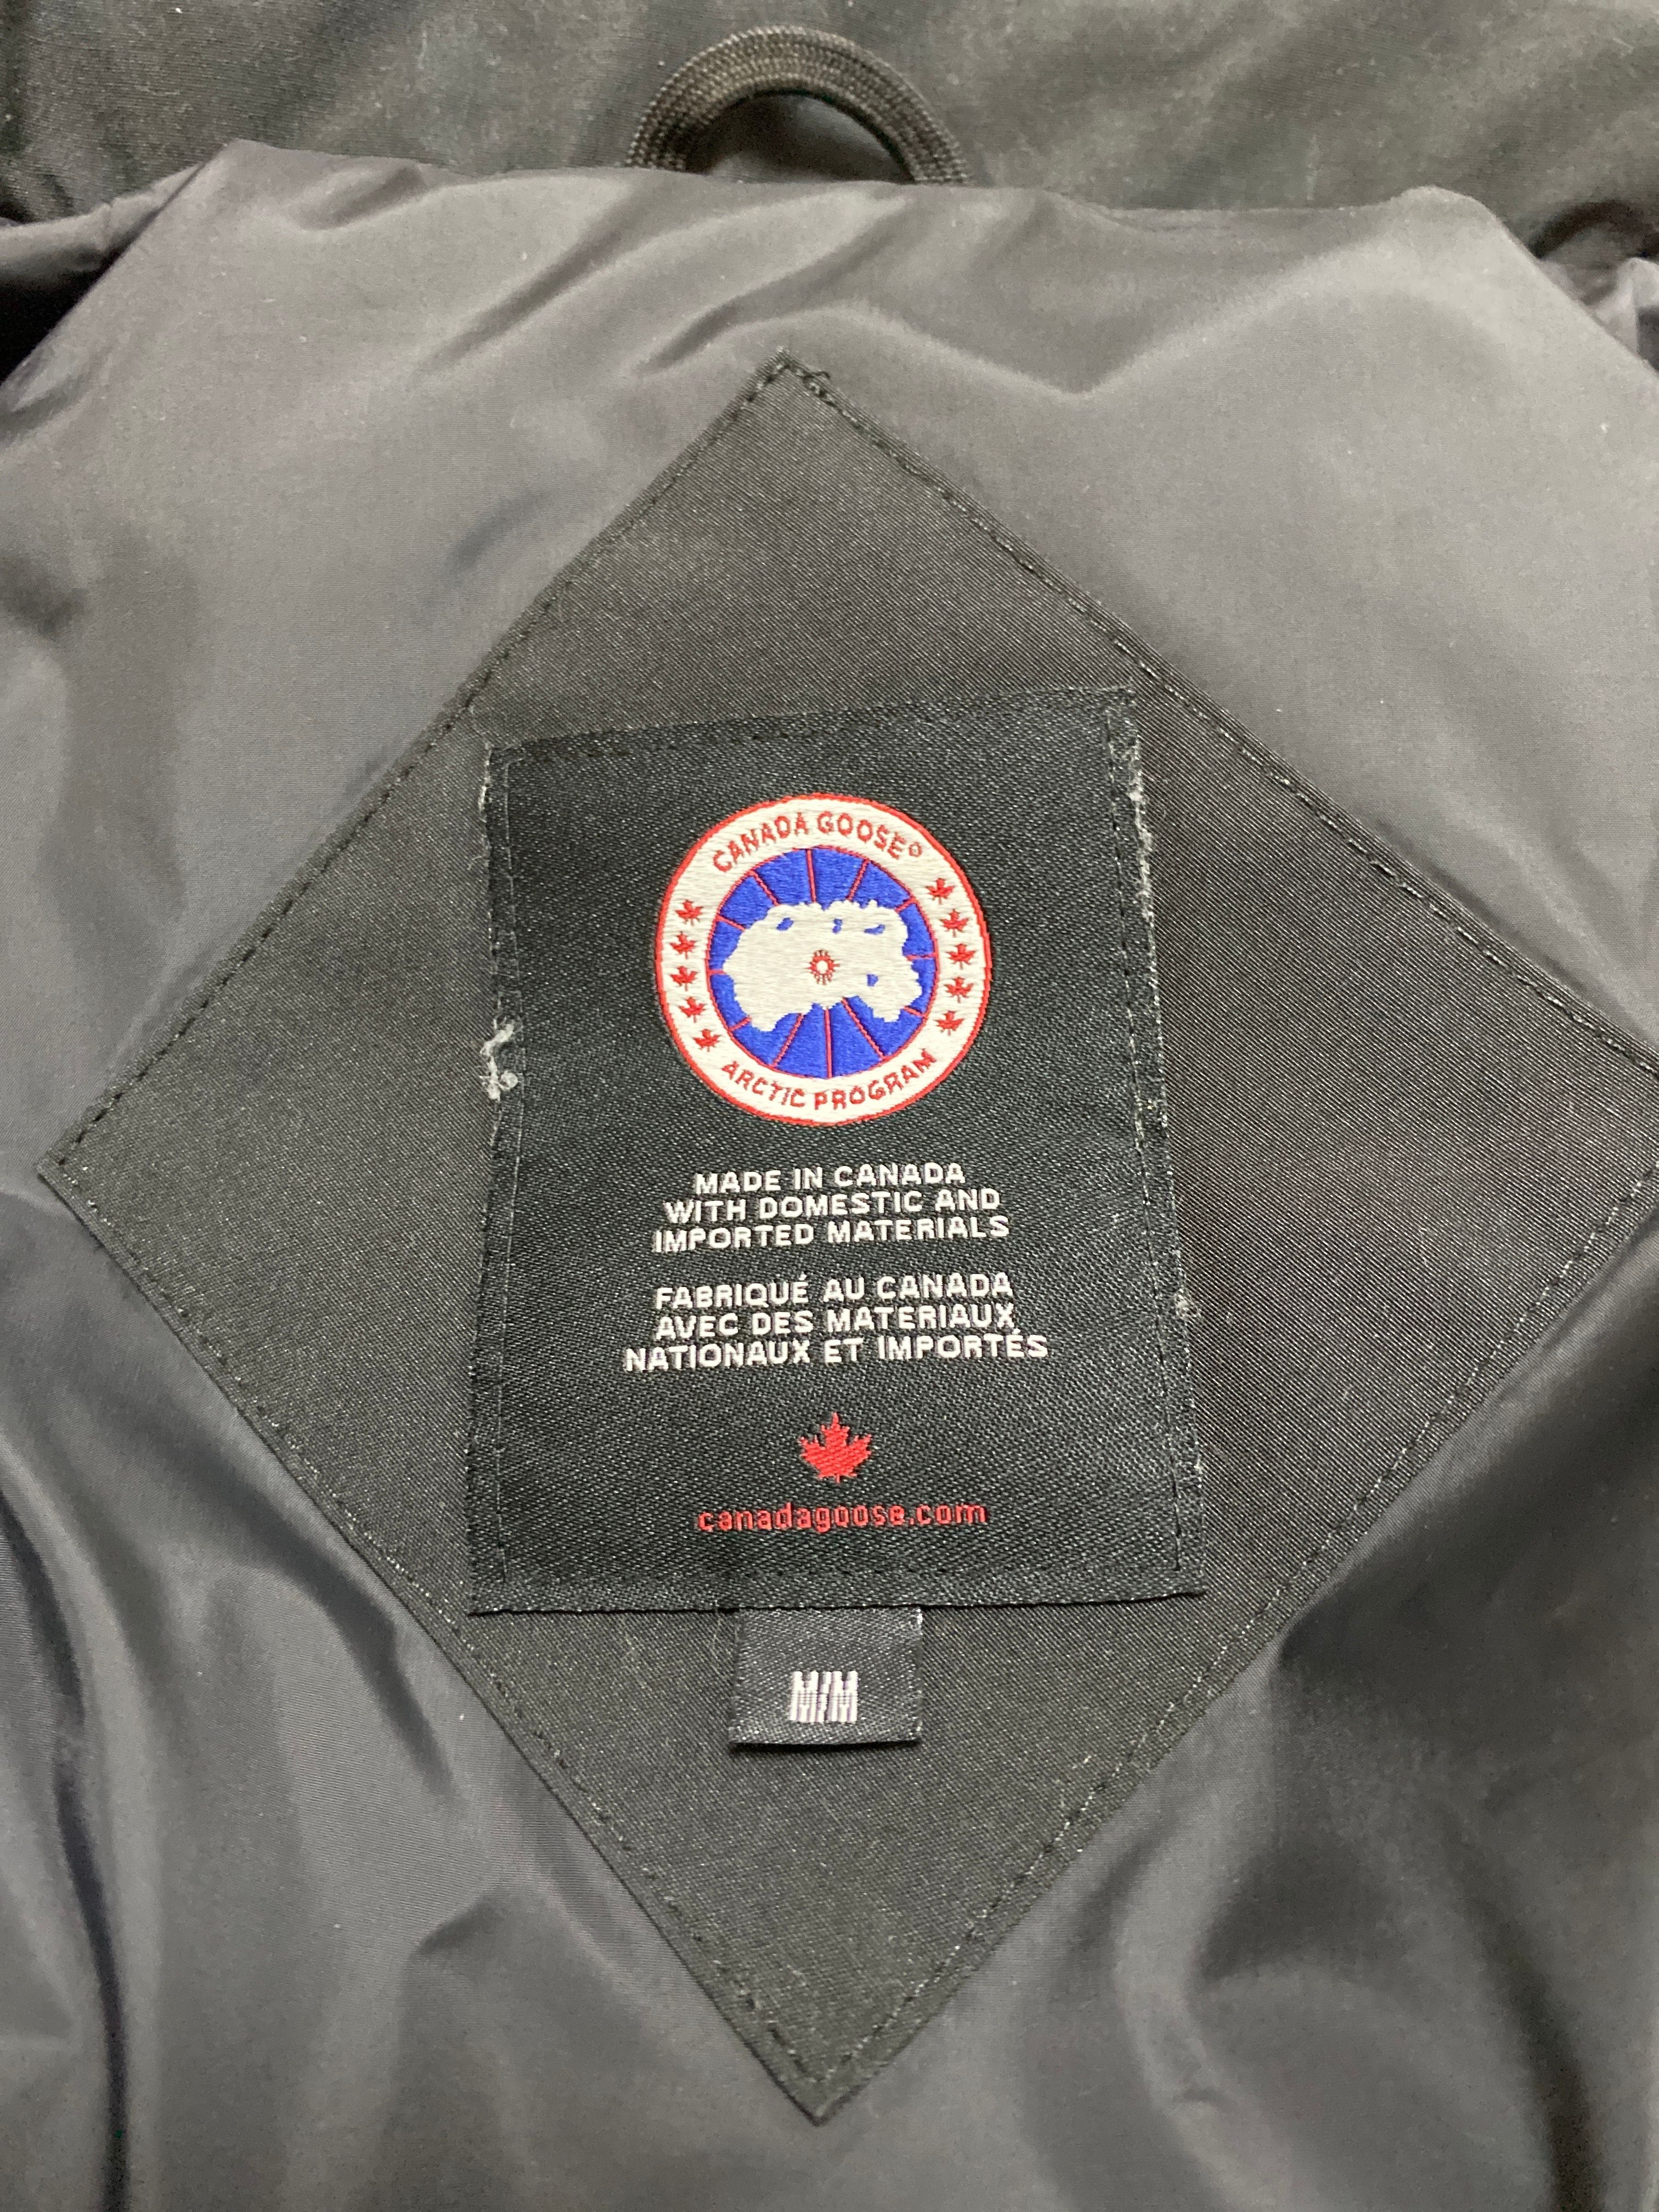 CANADA GOOSE®
ARCTIC PROGRAM
MADE IN CANADA
WITH DOMESTIC AND
IMPORTED MATERIALS
FABRIQUÉ AU CANADA
AVEC DES MATERIAUX
NATIONAUX ET IMPORTÉS
canadagoose.com
M/M